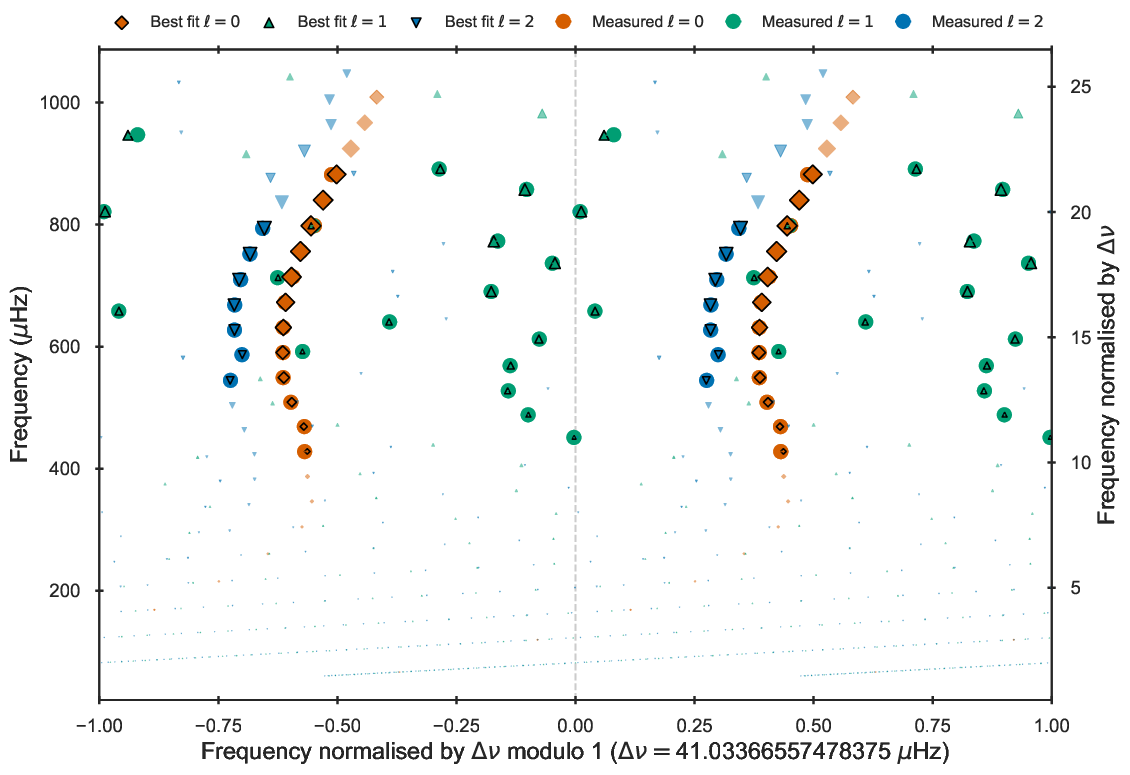 Best fit ℓ = 0 Best fit ℓ = 1 Best fit ℓ = 2 Measured ℓ = 0 Measured ℓ = 1 Measured ℓ = 2
Frequency (μHz)
1000
800
600
400
200
25
20
15
10
5
Frequency normalised by Δν
−1.00 −0.75 −0.50 −0.25 0.00 0.25 0.50 0.75 1.00
Frequency normalised by Δν modulo 1 (Δν = 41.03366557478375 μHz)